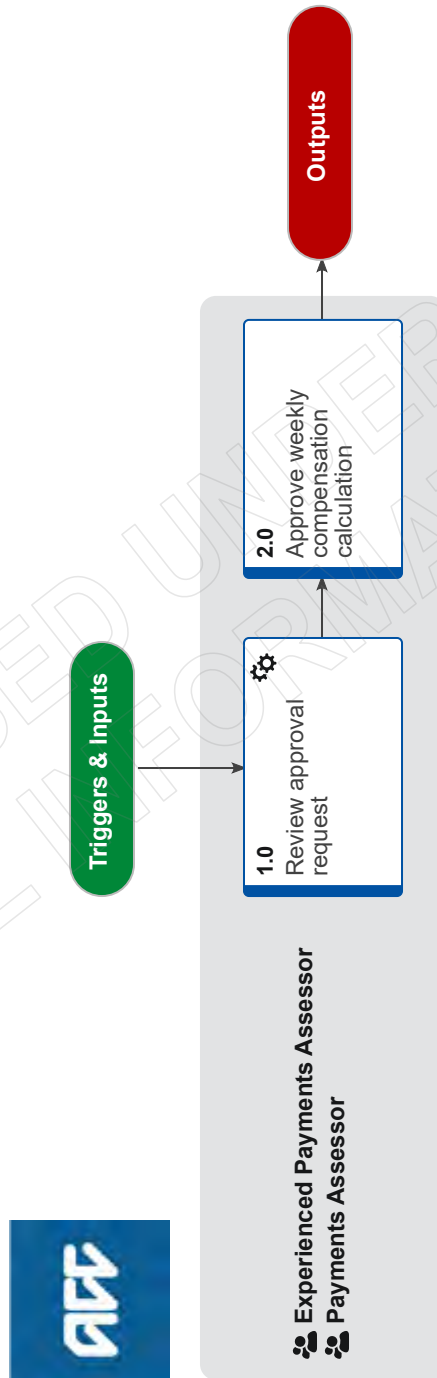 acc
Triggers & Inputs
Experienced Payments Assessor
Payments Assessor
1.0
Review approval
request
2.0
Approve weekly
compensation
calculation
Outputs